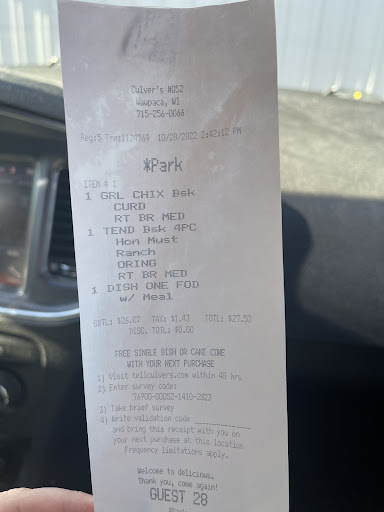 Culver's #052
Waupaca, WI
715-256-0066
Reg:5 Trn:1124769 10/28/2022 2:42:12 PM
*Park
ITEM # 1
1 GRL CHIX Bsk
CURD
RT BR MED
1 TEND Bsk 4PC
Hon Must
Ranch
ORING
RT BR MED
1 DISH ONE FOD
w/ Meal
SBTL: $26.07 TAX: $1.43 TOTL: $27.50
DISC. TOTL: $0.00
FREE SINGLE DISH OR CAKE CONE
WITH YOUR NEXT PURCHASE
1) Visit tellculvers.com within 48 hrs
2) Enter survey code:
76900-00052-1410-2823
3) Take brief survey
4) Write validation code
and bring this receipt with you on
your next purchase at this location
Frequency limitations apply.
Welcome to delicious.
Thank you, come again!
GUEST 28